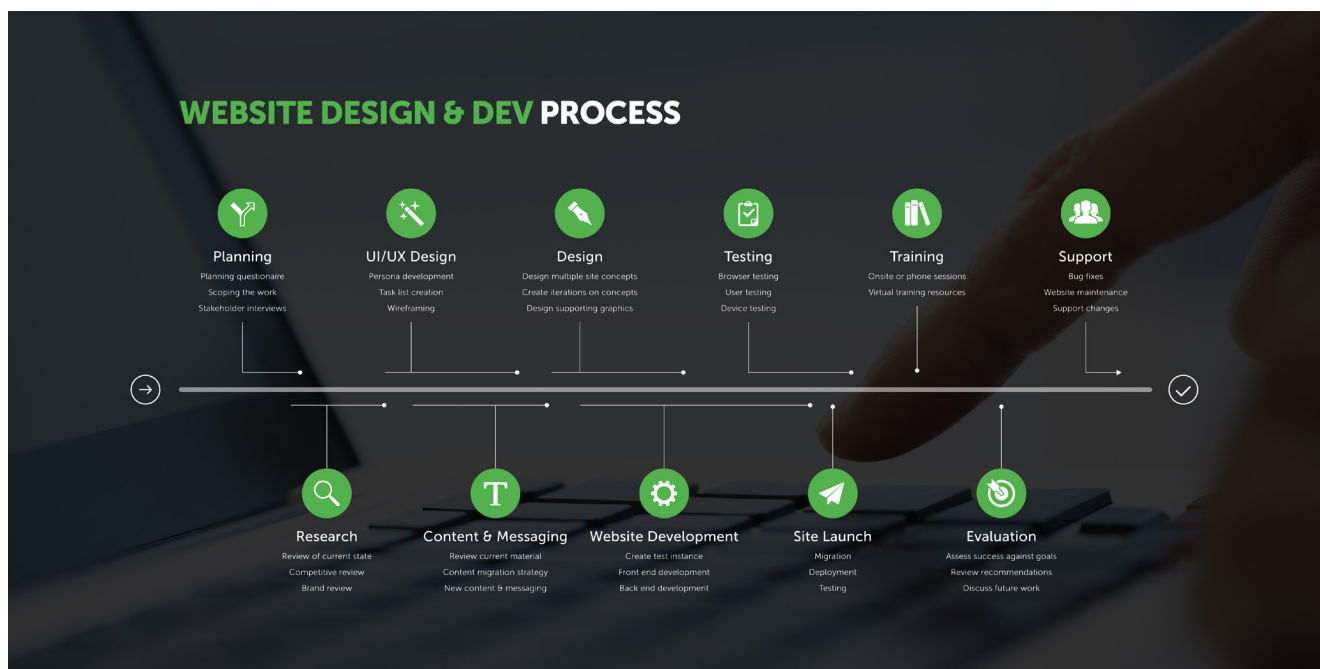 WEBSITE DESIGN & DEV PROCESS
Planning
Planning questionaire
Scoping the work
Stakeholder interviews
UI/UX Design
Persona development
Task list creation
Wireframing
Design
Design multiple site concepts
Create iterations on concepts
Design supporting graphics
Testing
Browser testing
User testing
Device testing
Training
Onsite or phone sessions
Virtual training resources
Support
Bug fixes
Website maintenance
Support changes
Research
Review of current state
Competitive review
Brand review
T
Content & Messaging
Review current material
Content migration strategy
New content & messaging
Website Development
Create test instance
Front end development
Back end development
Site Launch
Migration
Deployment
Testing
Evaluation
Assess success against goals
Review recommendations
Discuss future work